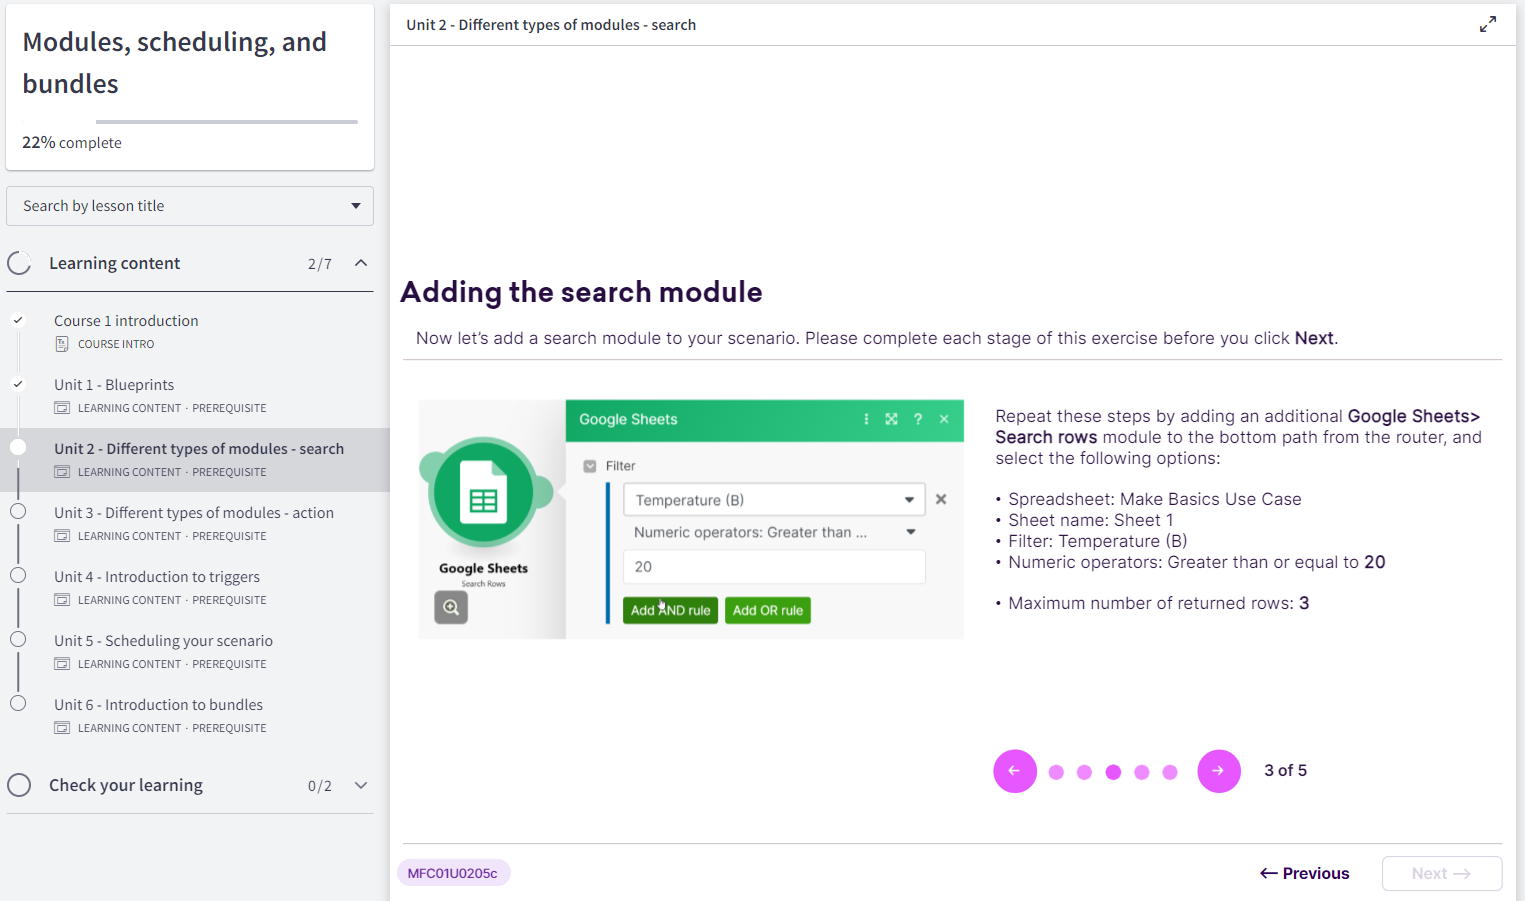 Modules, scheduling, and
bundles
22% complete
Search by lesson title
Learning content 2/7
Course 1 introduction
COURSE INTRO
Unit 1 - Blueprints
LEARNING CONTENT · PREREQUISITE
Unit 2 - Different types of modules - search
LEARNING CONTENT · PREREQUISITE
Unit 3 - Different types of modules - action
LEARNING CONTENT · PREREQUISITE
Unit 4 - Introduction to triggers
LEARNING CONTENT · PREREQUISITE
Unit 5 - Scheduling your scenario
LEARNING CONTENT · PREREQUISITE
Unit 6 - Introduction to bundles
LEARNING CONTENT · PREREQUISITE
Check your learning 0/2
Unit 2 - Different types of modules - search
Adding the search module
Now let's add a search module to your scenario. Please complete each stage of this exercise before you click Next.
Google Sheets
Filter
Temperature (B)
Numeric operators: Greater than ...
20
Add AND rule Add OR rule
Google Sheets
Search Rows
Repeat these steps by adding an additional Google Sheets>
Search rows module to the bottom path from the router, and
select the following options:
• Spreadsheet: Make Basics Use Case
• Sheet name: Sheet 1
• Filter: Temperature (B)
• Numeric operators: Greater than or equal to 20
• Maximum number of returned rows: 3
3 of 5
MFC01U0205c
← Previous
Next →